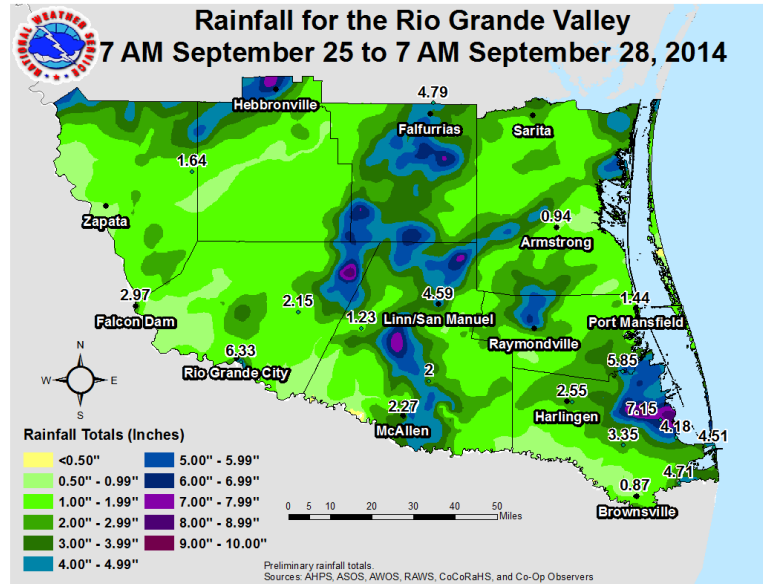 Rainfall for the Rio Grande Valley
7 AM September 25 to 7 AM September 28, 2014
NATIONAL WEATHER SERVICE
4.79
Hebbronville
Falfurrias
Sarita
1.64
Zapata
0.94
Armstrong
2.97
Falcon Dam
2.15
4.59
Linn/San Manuel
1.23
1.44
Port Mansfield
Raymondville
6.33
Rio Grande City
5.85
2
2.27
McAllen
2.55
Harlingen
7.15
4.18
4.51
3.35
4.71
0.87
Brownsville
N
W
E
S
Rainfall Totals (Inches)
<0.50"
0.50" - 0.99"
1.00" - 1.99"
2.00" - 2.99"
3.00" - 3.99"
4.00" - 4.99"
5.00" - 5.99"
6.00" - 6.99"
7.00" - 7.99"
8.00" - 8.99"
9.00" - 10.00"
0 5 10 20 30 40 50
Miles
Preliminary rainfall totals.
Sources: AHPS, ASOS, AWOS, RAWS, CoCoRaHS, and Co-Op Observers